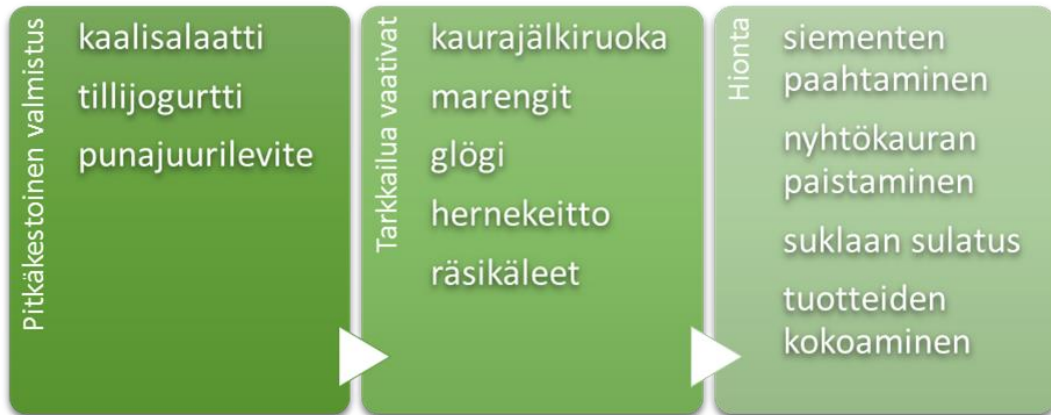 Pitkäkestoinen valmistus
kaalisalaatti
tillijogurtti
punajuurilevite
Tarkkailua vaativat
kaurajälkiruoka
marengit
glögi
hernekeitto
räsikäleet
Hionta
siementen
paahtaminen
nyhtökauran
paistaminen
suklaan sulatus
tuotteiden
kokoaminen